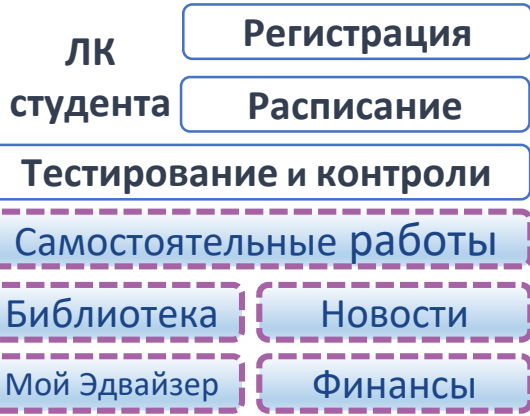 ЛК
студента
Регистрация
Расписание
Тестирование и контроли
Самостоятельные работы
Библиотека
Новости
Мой Эдвайзер
Финансы